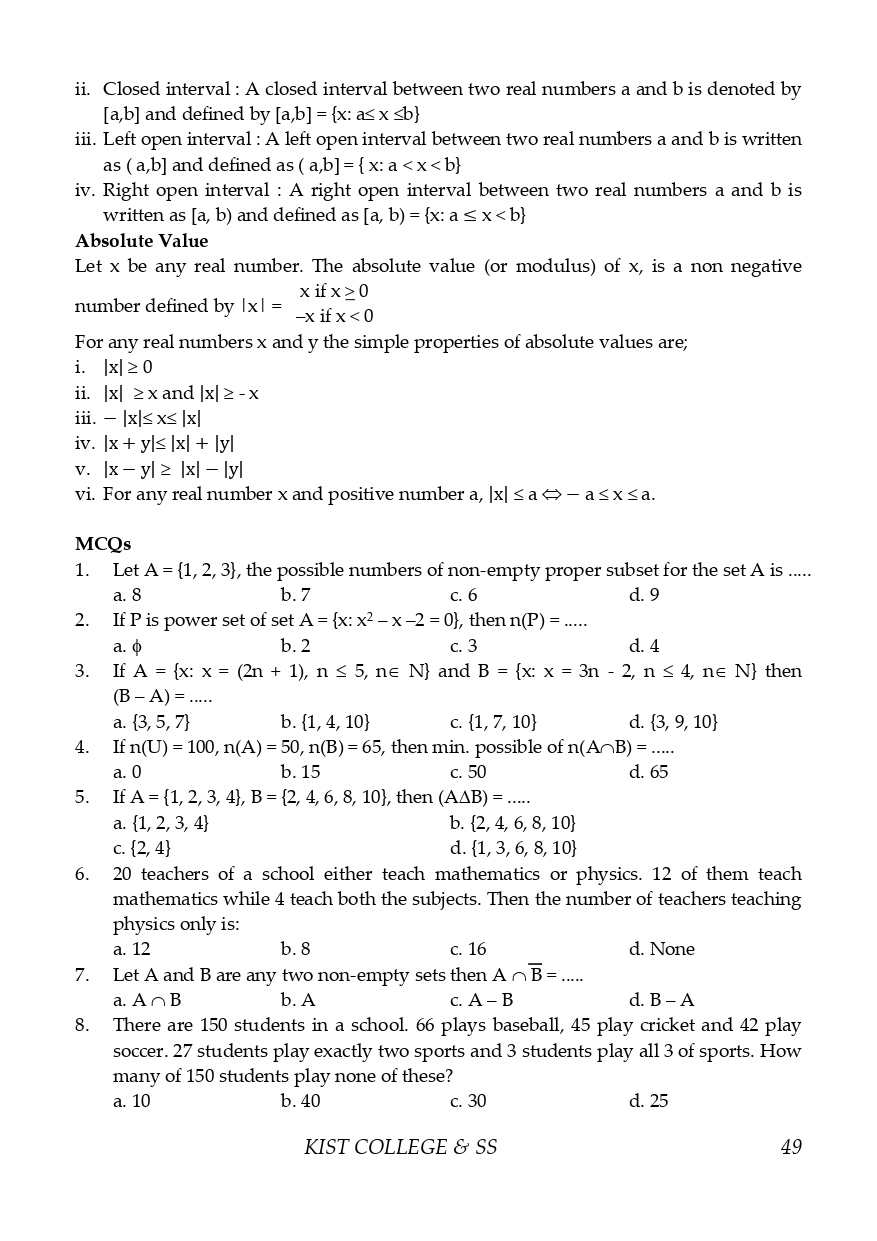 ii. Closed interval : A closed interval between two real numbers a and b is denoted by
[a,b] and defined by [a,b] = {x: a≤ x ≤b}
iii. Left open interval : A left open interval between two real numbers a and b is written
as ( a,b] and defined as ( a,b] = { x: a < x < b}
iv. Right open interval : A right open interval between two real numbers a and b is
written as [a, b) and defined as [a, b) = {x: a ≤ x < b}
Absolute Value
Let x be any real number. The absolute value (or modulus) of x, is a non negative
x if x ≥ 0
number defined by |x| =
–x if x < 0
For any real numbers x and y the simple properties of absolute values are;
i. |x| ≥ 0
ii. |x| ≥ x and |x| ≥ - x
iii. − |x|≤ x≤ |x|
iv. |x + y|≤ |x| + |y|
v. |x − y| ≥ |x| − |y|
vi. For any real number x and positive number a, |x| ≤ a ⇔ − a ≤ x ≤ a.
MCQs
1. Let A = {1, 2, 3}, the possible numbers of non-empty proper subset for the set A is .....
a. 8 b. 7 c. 6 d. 9
2. If P is power set of set A = {x: x² – x –2 = 0}, then n(P) = .....
a. ϕ b. 2 c. 3 d. 4
3. If A = {x: x = (2n + 1), n ≤ 5, n∈ N} and B = {x: x = 3n - 2, n ≤ 4, n∈ N} then
(B – A) = .....
a. {3, 5, 7} b. {1, 4, 10} c. {1, 7, 10} d. {3, 9, 10}
4. If n(U) = 100, n(A) = 50, n(B) = 65, then min. possible of n(A∩B) = .....
a. 0 b. 15 c. 50 d. 65
5. If A = {1, 2, 3, 4}, B = {2, 4, 6, 8, 10}, then (AΔB) = .....
a. {1, 2, 3, 4} b. {2, 4, 6, 8, 10}
c. {2, 4} d. {1, 3, 6, 8, 10}
6. 20 teachers of a school either teach mathematics or physics. 12 of them teach
mathematics while 4 teach both the subjects. Then the number of teachers teaching
physics only is:
a. 12 b. 8 c. 16 d. None
7. Let A and B are any two non-empty sets then A ∩ B̅ = .....
a. A ∩ B b. A c. A – B d. B – A
8. There are 150 students in a school. 66 plays baseball, 45 play cricket and 42 play
soccer. 27 students play exactly two sports and 3 students play all 3 of sports. How
many of 150 students play none of these?
a. 10 b. 40 c. 30 d. 25
KIST COLLEGE & SS 49